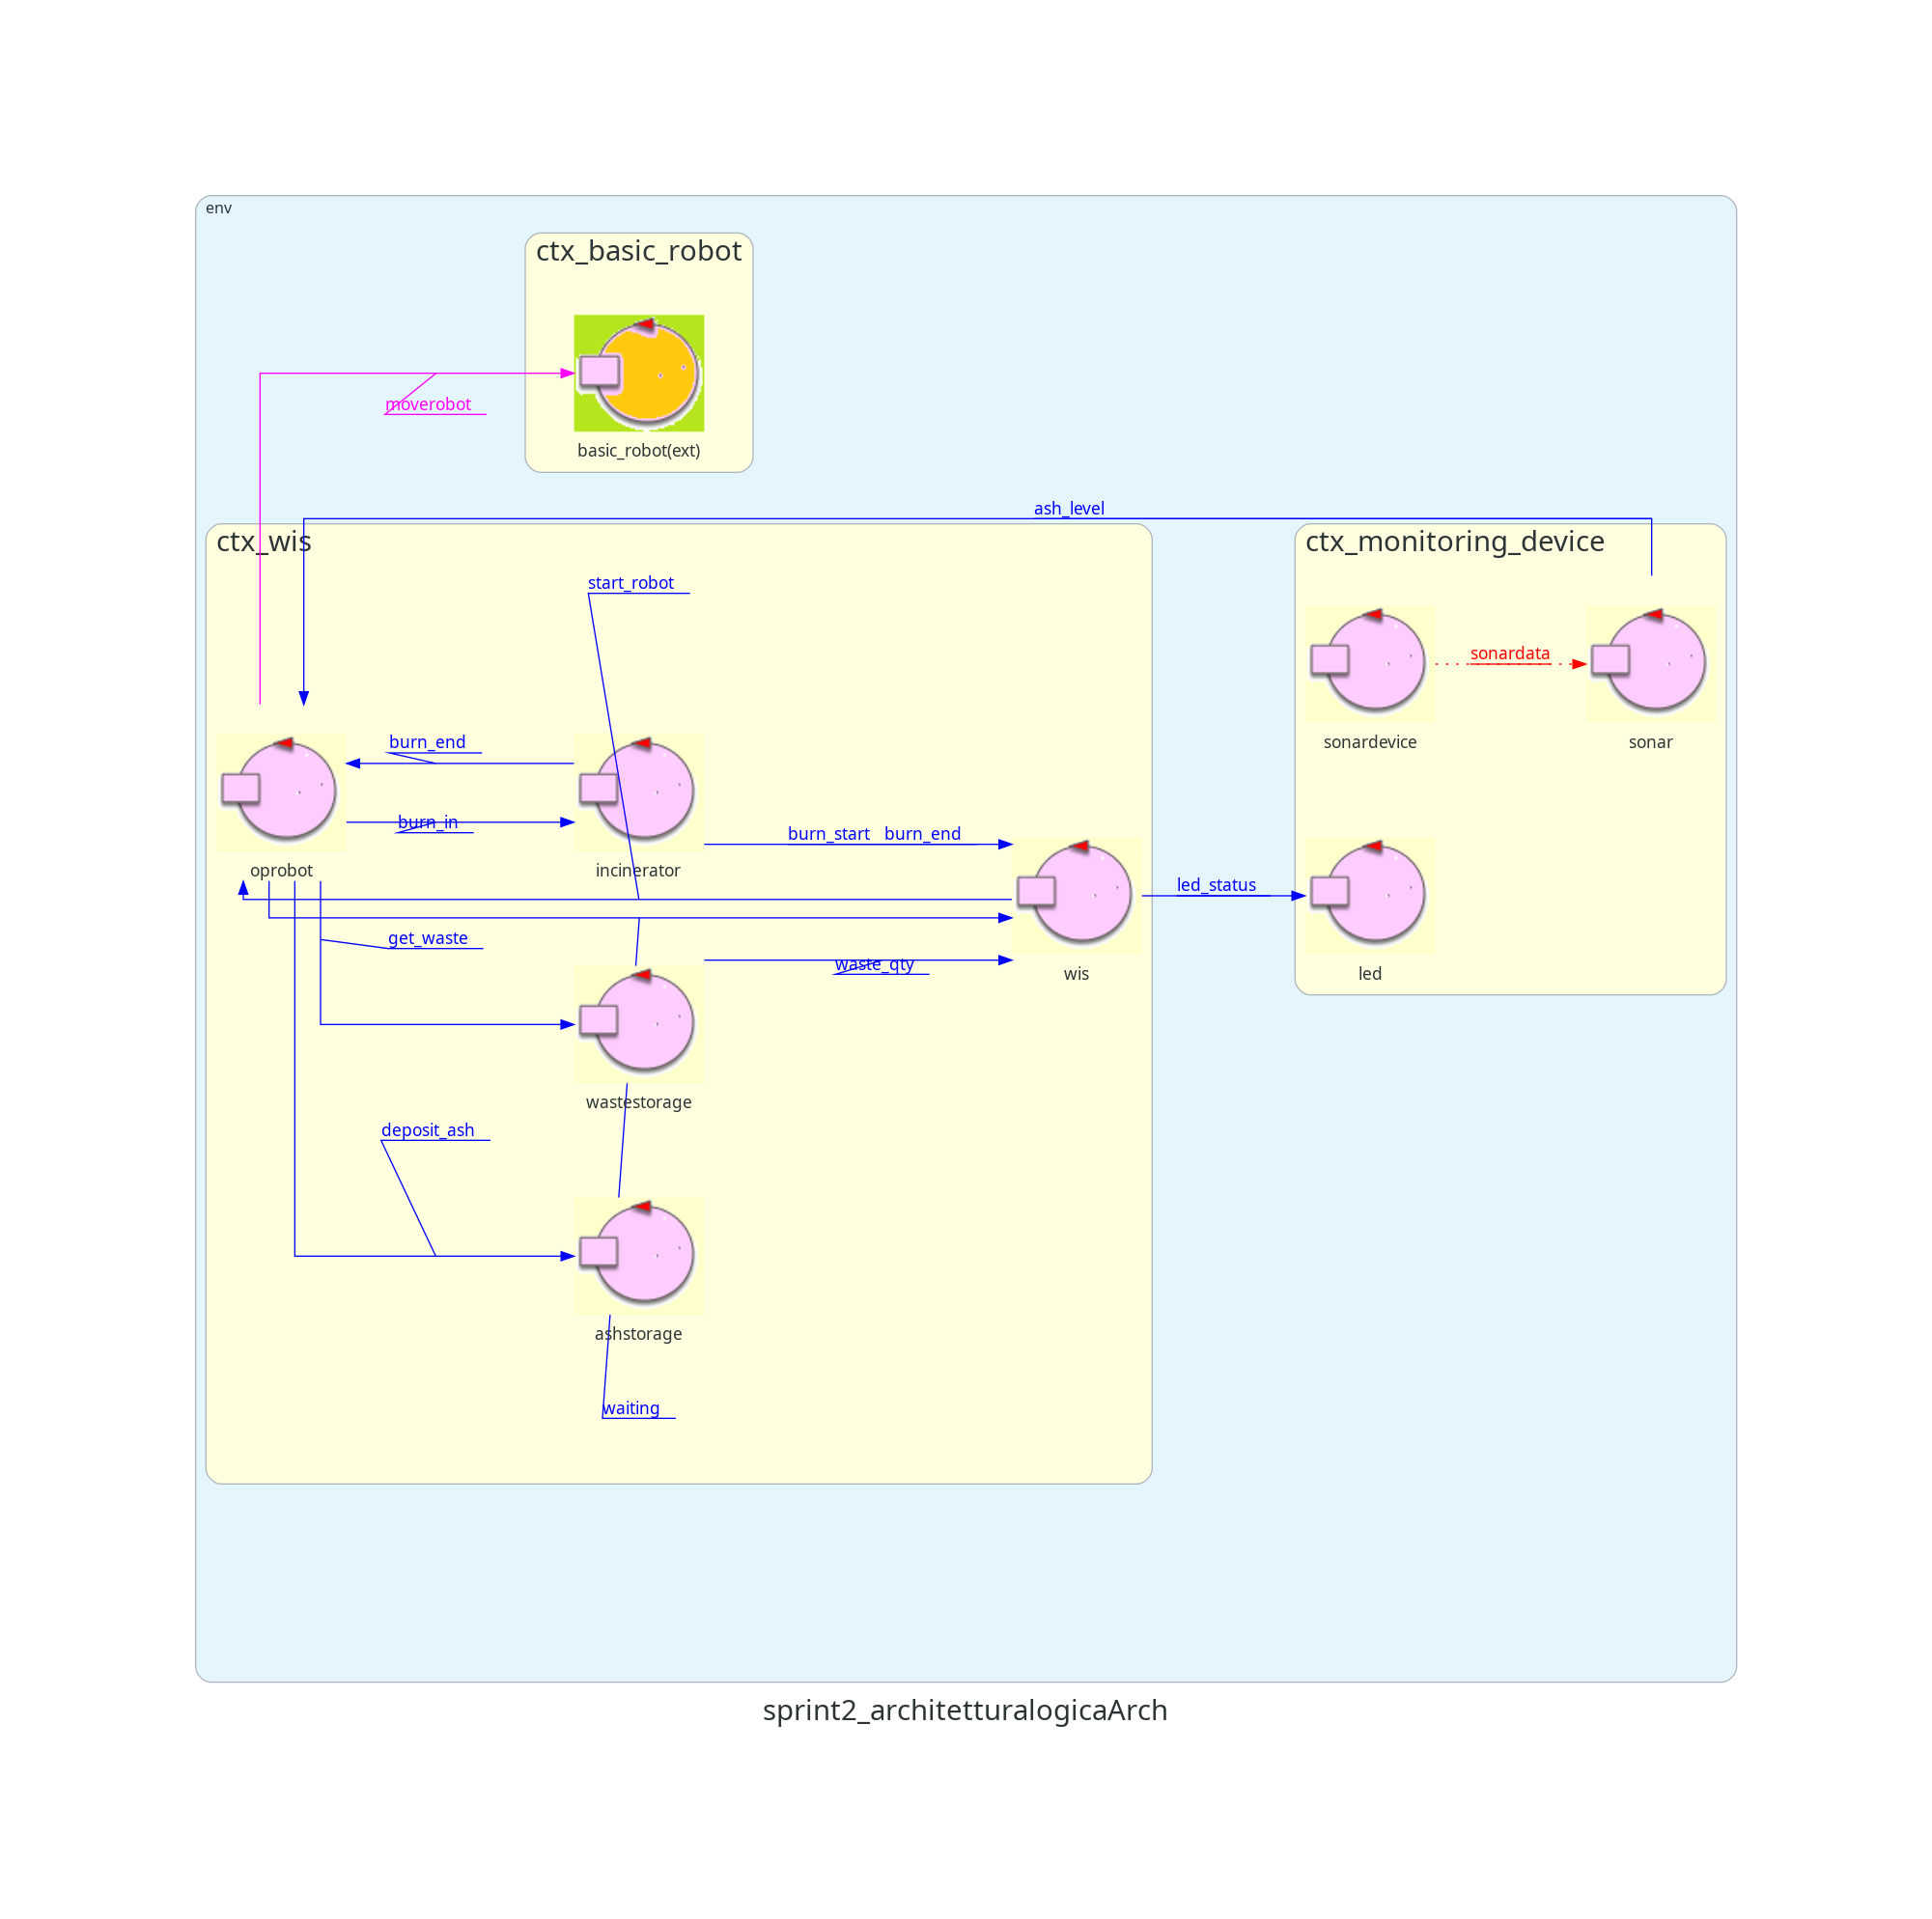 env
ctx_basic_robot
moverobot
basic_robot(ext)
ash_level
ctx_wis
ctx_monitoring_device
start_robot
sonardata
burn_end
sonardevice
sonar
burn_in
burn_start burn_end
oprobot
incinerator
led_status
get_waste
waste_qty
wis
led
wastestorage
deposit_ash
ashstorage
waiting
sprint2_architetturalogicaArch